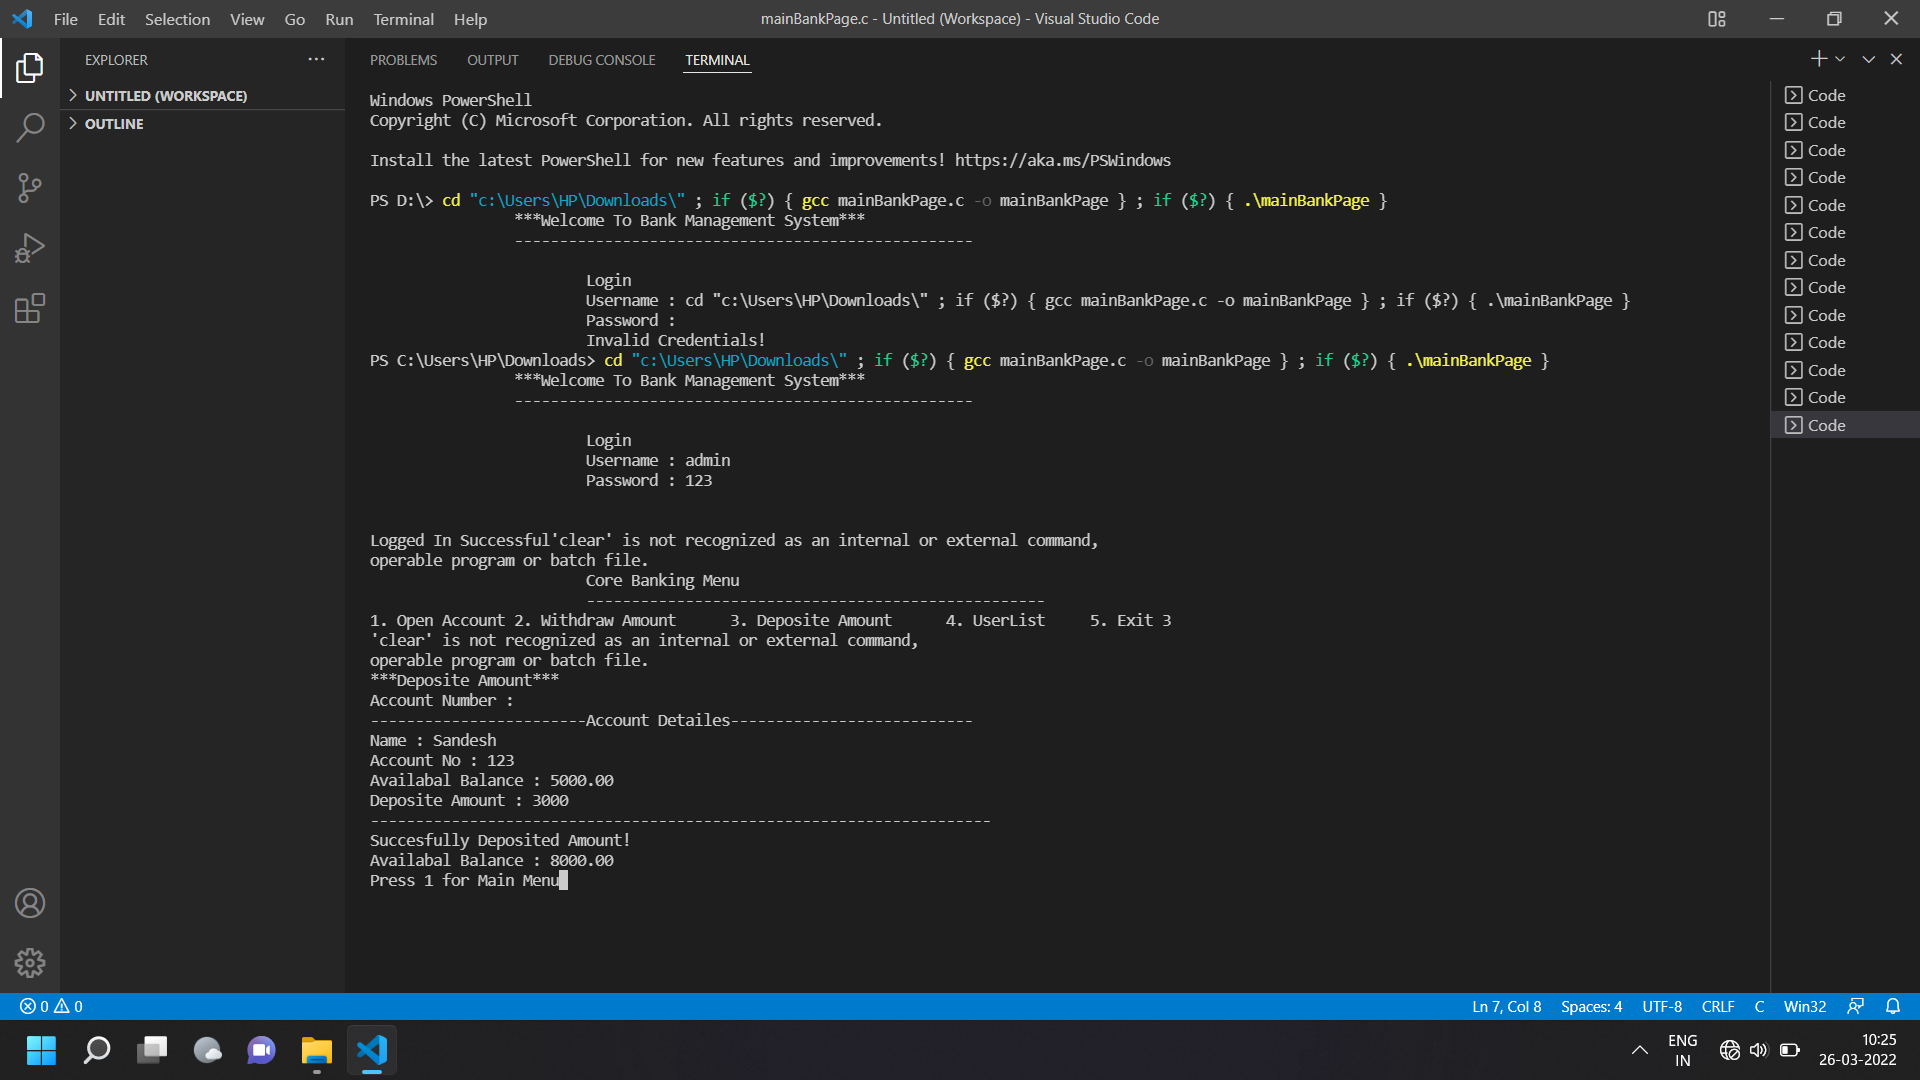 File Edit Selection View Go Run Terminal Help
mainBankPage.c - Untitled (Workspace) - Visual Studio Code
EXPLORER
UNTITLED (WORKSPACE)
OUTLINE
PROBLEMS OUTPUT DEBUG CONSOLE TERMINAL
Windows PowerShell
Copyright (C) Microsoft Corporation. All rights reserved.
Install the latest PowerShell for new features and improvements! https://aka.ms/PSWindows
PS D:\> cd "c:\Users\HP\Downloads\" ; if ($?) { gcc mainBankPage.c -o mainBankPage } ; if ($?) { .\mainBankPage }
***Welcome To Bank Management System***
---------------------------------------------------
Login
Username : cd "c:\Users\HP\Downloads\" ; if ($?) { gcc mainBankPage.c -o mainBankPage } ; if ($?) { .\mainBankPage }
Password :
Invalid Credentials!
PS C:\Users\HP\Downloads> cd "c:\Users\HP\Downloads\" ; if ($?) { gcc mainBankPage.c -o mainBankPage } ; if ($?) { .\mainBankPage }
***Welcome To Bank Management System***
---------------------------------------------------
Login
Username : admin
Password : 123
Logged In Successful'clear' is not recognized as an internal or external command,
operable program or batch file.
Core Banking Menu
---------------------------------------------------
1. Open Account 2. Withdraw Amount 3. Deposite Amount 4. UserList 5. Exit 3
'clear' is not recognized as an internal or external command,
operable program or batch file.
***Deposite Amount***
Account Number :
------------------------Account Detailes---------------------------
Name : Sandesh
Account No : 123
Availabal Balance : 5000.00
Deposite Amount : 3000
---------------------------------------------------------------------
Succesfully Deposited Amount!
Availabal Balance : 8000.00
Press 1 for Main Menu
Code
Code
Code
Code
Code
Code
Code
Code
Code
Code
Code
Code
Code
0 0
Ln 7, Col 8 Spaces: 4 UTF-8 CRLF C Win32
ENG
IN
10:25
26-03-2022